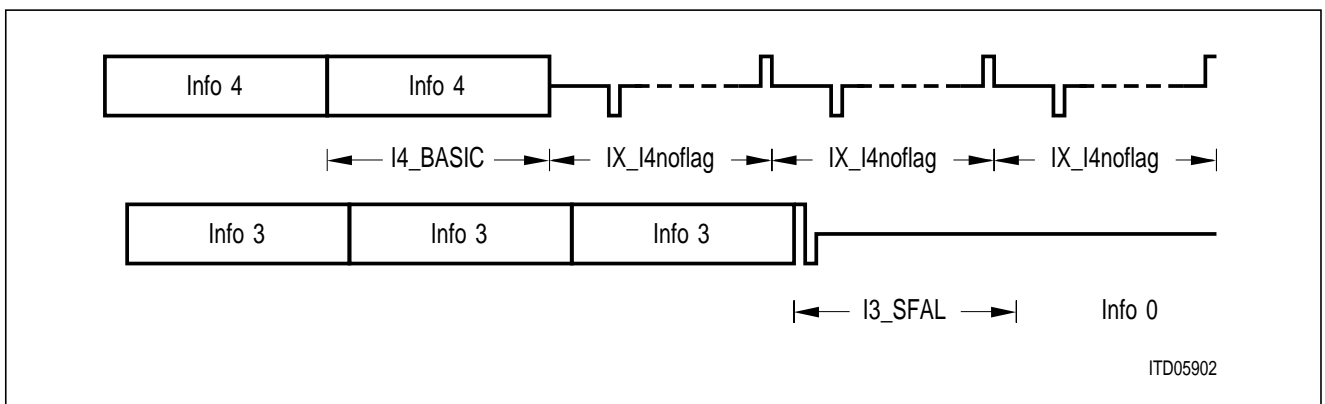 Info 4 Info 4
I4_BASIC IX_I4noflag IX_I4noflag IX_I4noflag
Info 3 Info 3 Info 3
I3_SFAL Info 0
ITD05902